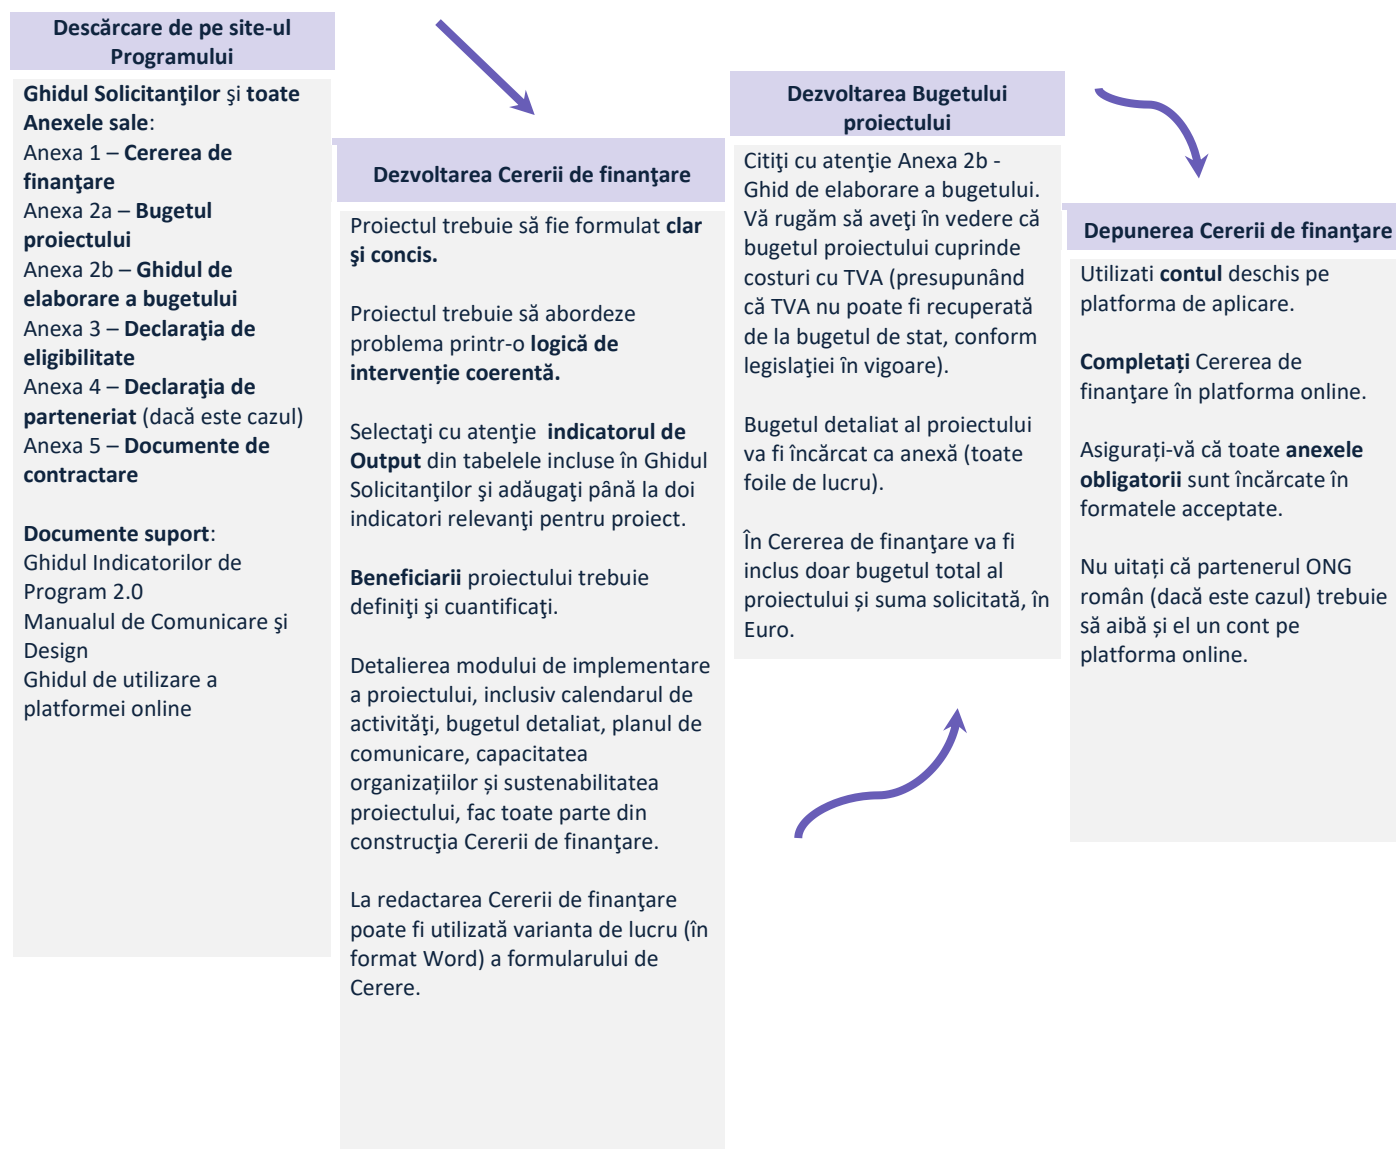 Descărcare de pe site-ul
Programului
Ghidul Solicitanţilor şi toate
Anexele sale:
Anexa 1 – Cererea de
finanţare
Anexa 2a – Bugetul
proiectului
Anexa 2b – Ghidul de
elaborare a bugetului
Anexa 3 – Declaraţia de
eligibilitate
Anexa 4 – Declaraţia de
parteneriat (dacă este cazul)
Anexa 5 – Documente de
contractare
Documente suport:
Ghidul Indicatorilor de
Program 2.0
Manualul de Comunicare şi
Design
Ghidul de utilizare a
platformei online
Dezvoltarea Cererii de finanţare
Proiectul trebuie să fie formulat clar
şi concis.
Proiectul trebuie să abordeze
problema printr-o logică de
intervenție coerentă.
Selectaţi cu atenţie indicatorul de
Output din tabelele incluse în Ghidul
Solicitanţilor şi adăugaţi până la doi
indicatori relevanţi pentru proiect.
Beneficiarii proiectului trebuie
definiţi şi cuantificaţi.
Detalierea modului de implementare
a proiectului, inclusiv calendarul de
activităţi, bugetul detaliat, planul de
comunicare, capacitatea
organizațiilor și sustenabilitatea
proiectului, fac toate parte din
construcţia Cererii de finanţare.
La redactarea Cererii de finanţare
poate fi utilizată varianta de lucru (în
format Word) a formularului de
Cerere.
Dezvoltarea Bugetului
proiectului
Citiţi cu atenţie Anexa 2b -
Ghid de elaborare a bugetului.
Vă rugăm să aveţi în vedere că
bugetul proiectului cuprinde
costuri cu TVA (presupunând
că TVA nu poate fi recuperată
de la bugetul de stat, conform
legislaţiei în vigoare).
Bugetul detaliat al proiectului
va fi încărcat ca anexă (toate
foile de lucru).
În Cererea de finanţare va fi
inclus doar bugetul total al
proiectului și suma solicitată, în
Euro.
Depunerea Cererii de finanţare
Utilizati contul deschis pe
platforma de aplicare.
Completați Cererea de
finanţare în platforma online.
Asigurați-vă că toate anexele
obligatorii sunt încărcate în
formatele acceptate.
Nu uitați că partenerul ONG
român (dacă este cazul) trebuie
să aibă și el un cont pe
platforma online.